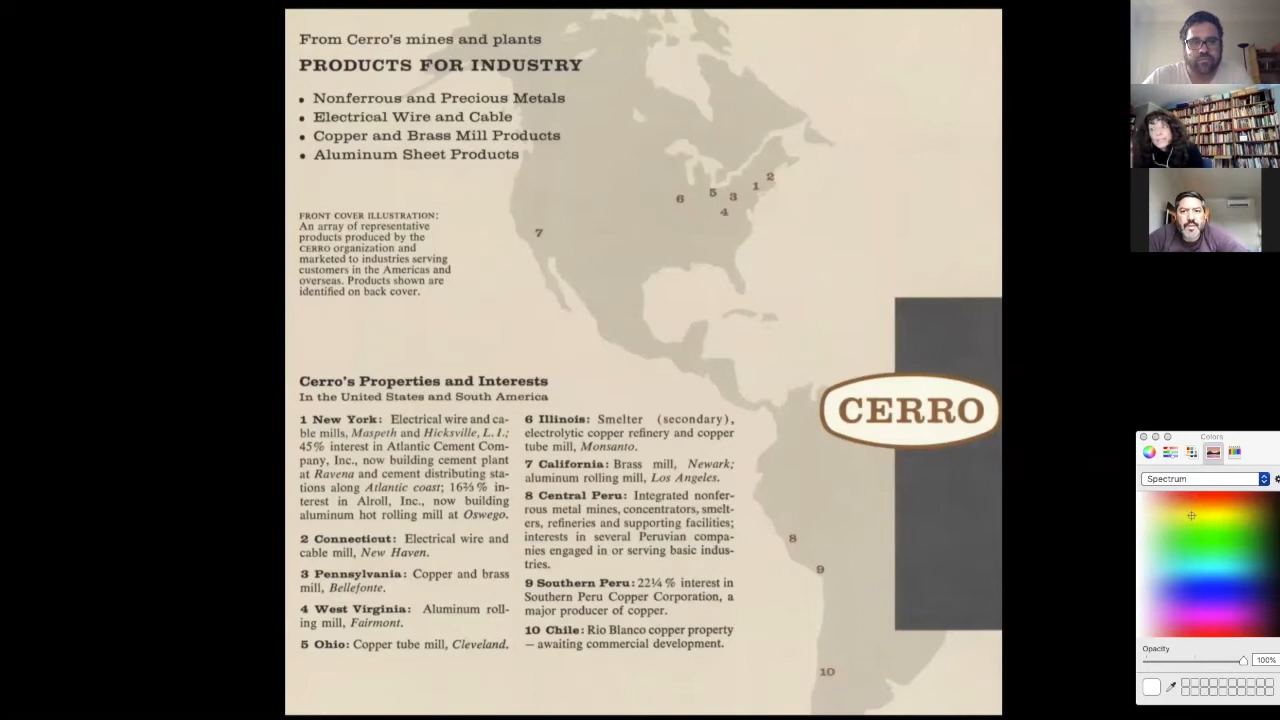 From Cerro's mines and plants
PRODUCTS FOR INDUSTRY
• Nonferrous and Precious Metals
• Electrical Wire and Cable
• Copper and Brass Mill Products
• Aluminum Sheet Products
FRONT COVER ILLUSTRATION:
An array of representative
products produced by the
CERRO organization and
marketed to industries serving
customers in the Americas and
overseas. Products shown are
identified on back cover.
1
2
3
4
5
6
7
8
9
10
Cerro's Properties and Interests
In the United States and South America
1 New York: Electrical wire and ca-
ble mills, Maspeth and Hicksville, L. I.;
45% interest in Atlantic Cement Com-
pany, Inc., now building cement plant
at Ravena and cement distributing sta-
tions along Atlantic coast; 16⅔% in-
terest in Alroll, Inc., now building
aluminum hot rolling mill at Oswego.
2 Connecticut: Electrical wire and
cable mill, New Haven.
3 Pennsylvania: Copper and brass
mill, Bellefonte.
4 West Virginia: Aluminum roll-
ing mill, Fairmont.
5 Ohio: Copper tube mill, Cleveland.
6 Illinois: Smelter (secondary),
electrolytic copper refinery and copper
tube mill, Monsanto.
7 California: Brass mill, Newark;
aluminum rolling mill, Los Angeles.
8 Central Peru: Integrated nonfer-
rous metal mines, concentrators, smelt-
ers, refineries and supporting facilities;
interests in several Peruvian compa-
nies engaged in or serving basic indus-
tries.
9 Southern Peru: 22¼% interest in
Southern Peru Copper Corporation, a
major producer of copper.
10 Chile: Rio Blanco copper property
— awaiting commercial development.
CERRO
Colors
Spectrum
Opacity
100%